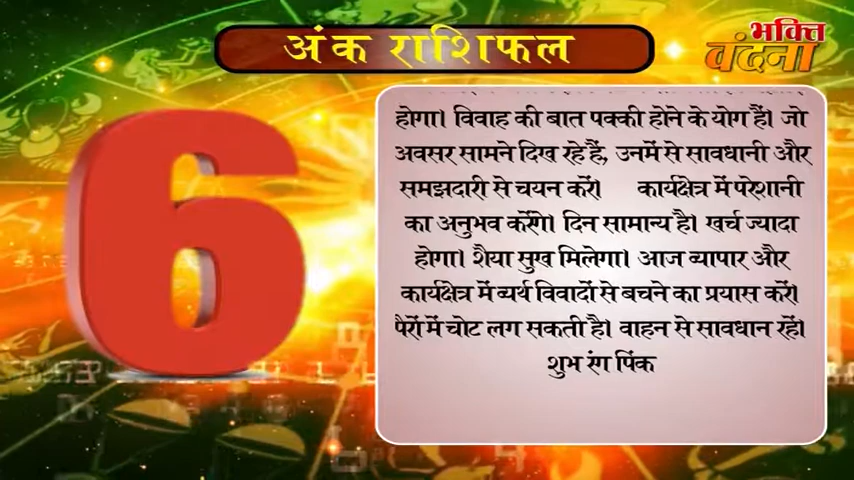 अंक राशिफल
भक्ति
वंदना
6
होगा। विवाह की बात पक्की होने के योग हैं। जो
अवसर सामने दिख रहे हैं, उनमें से सावधानी और
समझदारी से चयन करें। कार्यक्षेत्र में परेशानी
का अनुभव करेंगे। दिन सामान्य है। खर्च ज्यादा
होगा। शैया सुख मिलेगा। आज व्यापार और
कार्यक्षेत्र में व्यर्थ विवादों से बचने का प्रयास करें।
पैरों में चोट लग सकती है। वाहन से सावधान रहें।
शुभ रंग पिंक